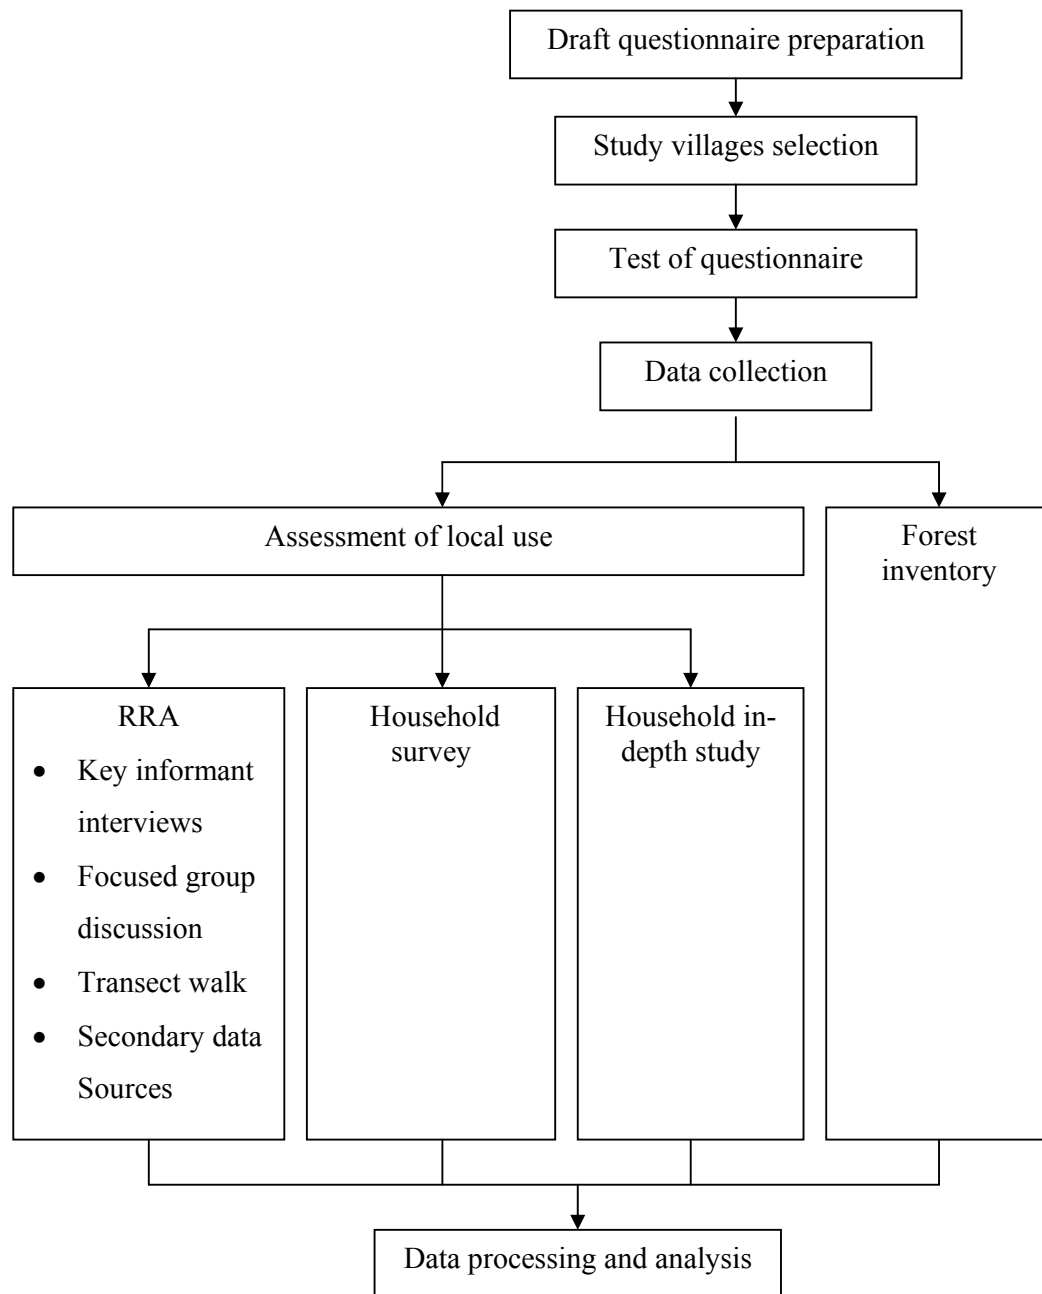 Draft questionnaire preparation
Study villages selection
Test of questionnaire
Data collection
Assessment of local use
Forest
inventory
RRA
• Key informant
interviews
• Focused group
discussion
• Transect walk
• Secondary data
Sources
Household
survey
Household in-
depth study
Data processing and analysis